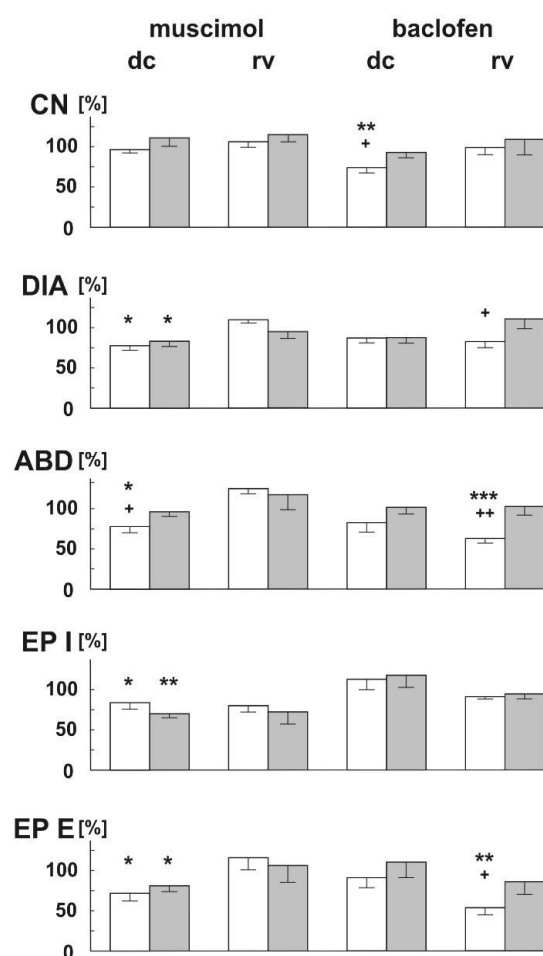 muscimol baclofen
dc rv dc rv
CN [%]
**
100 +
50
0
DIA [%]
100 * * +
50
0
ABD [%]
* ***
100 + ++
50
0
EP I [%]
* **
100
50
0
EP E [%]
* * **
100 +
50
0